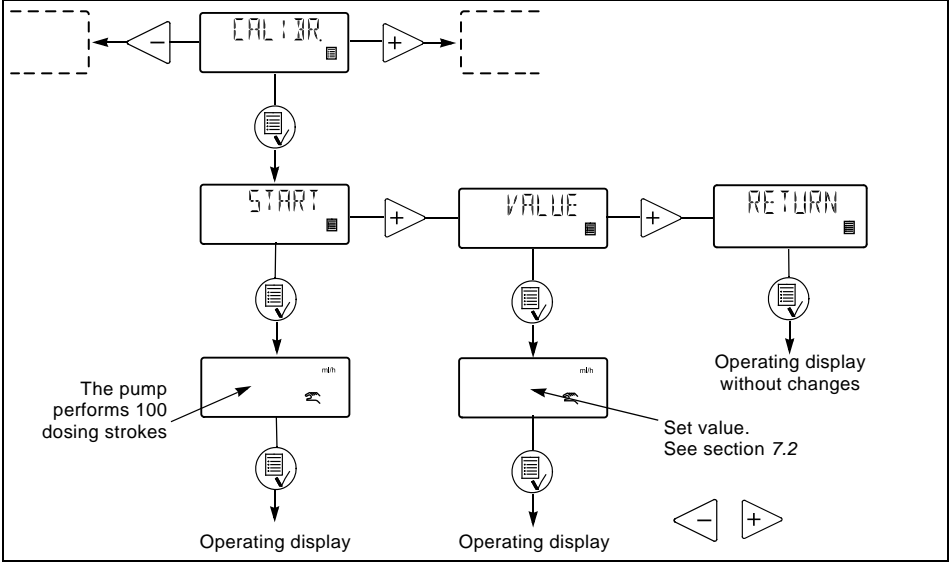 CALIBR.
START
VALUE
RETURN
ml/h
ml/h
The pump
performs 100
dosing strokes
Operating display
without changes
Set value.
See section 7.2
Operating display
Operating display